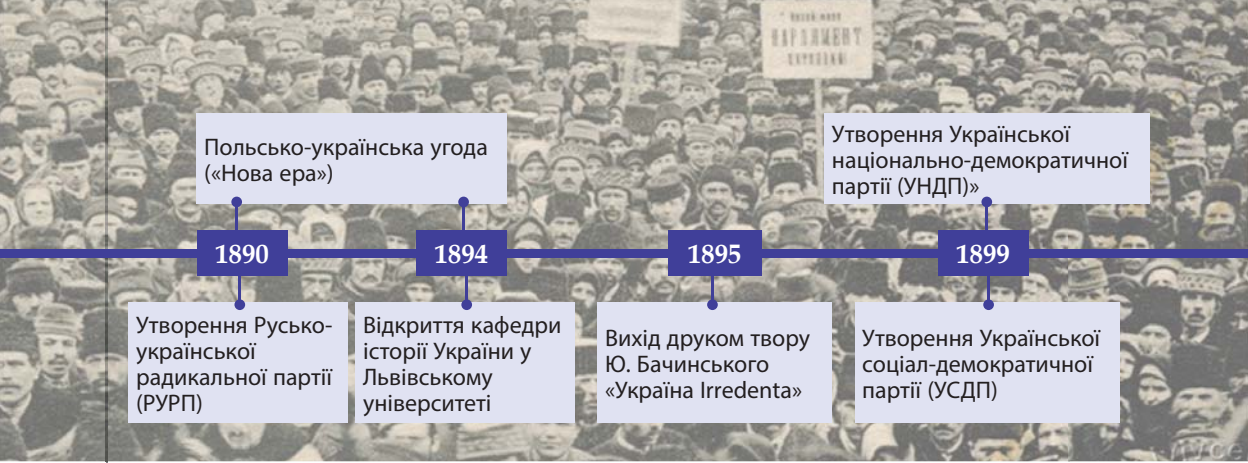 ПАРЛАМЕНТ
Польсько-українська угода
(«Нова ера»)
Утворення Української
національно-демократичної
партії (УНДП)»
1890
1894
1895
1899
Утворення Русько-
української
радикальної партії
(РУРП)
Відкриття кафедри
історії України у
Львівському
університеті
Вихід друком твору
Ю. Бачинського
«Україна Irredenta»
Утворення Української
соціал-демократичної
партії (УСДП)